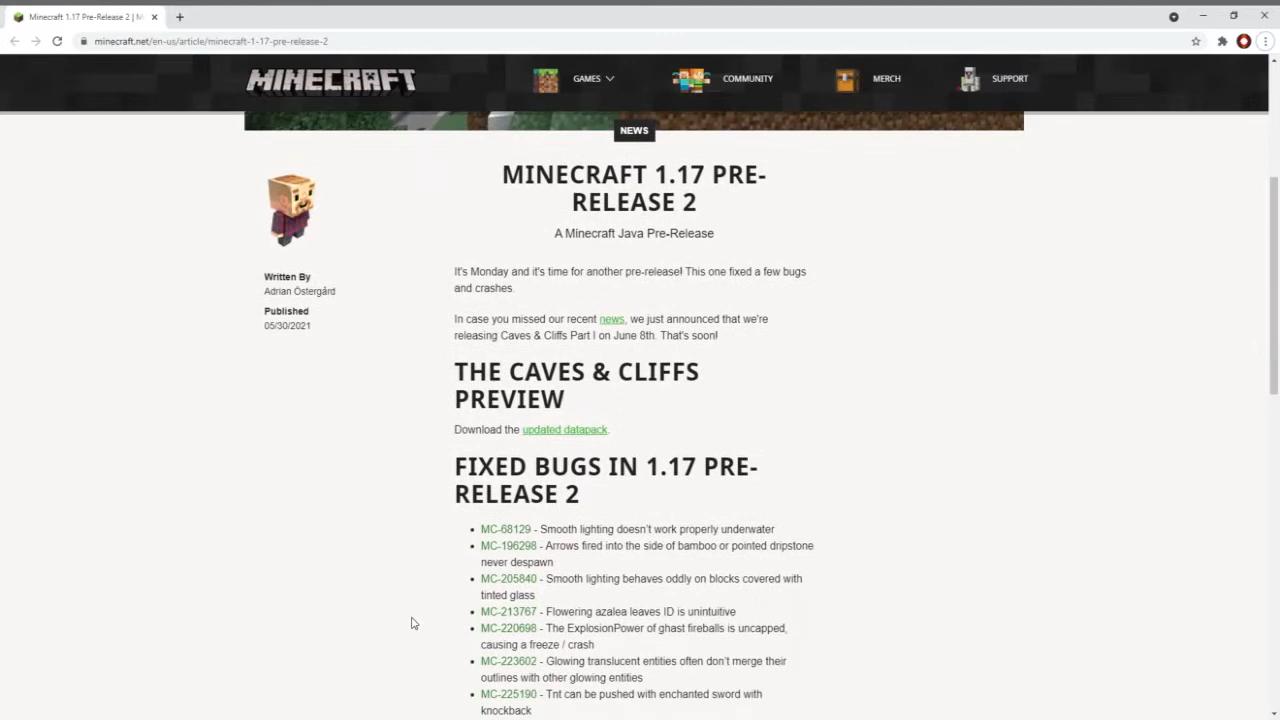 Minecraft 1.17 Pre-Release 2 | M
minecraft.net/en-us/article/minecraft-1-17-pre-release-2
MINECRAFT
GAMES
COMMUNITY
MERCH
SUPPORT
NEWS
MINECRAFT 1.17 PRE-
RELEASE 2
A Minecraft Java Pre-Release
Written By
Adrian Östergård
Published
05/30/2021
It's Monday and it's time for another pre-release! This one fixed a few bugs
and crashes.
In case you missed our recent news, we just announced that we're
releasing Caves & Cliffs Part I on June 8th. That's soon!
THE CAVES & CLIFFS
PREVIEW
Download the updated datapack.
FIXED BUGS IN 1.17 PRE-
RELEASE 2
• MC-68129 - Smooth lighting doesn't work properly underwater
• MC-196298 - Arrows fired into the side of bamboo or pointed dripstone
never despawn
• MC-205840 - Smooth lighting behaves oddly on blocks covered with
tinted glass
• MC-213767 - Flowering azalea leaves ID is unintuitive
• MC-220698 - The ExplosionPower of ghast fireballs is uncapped,
causing a freeze / crash
• MC-223602 - Glowing translucent entities often don't merge their
outlines with other glowing entities
• MC-225190 - Tnt can be pushed with enchanted sword with
knockback